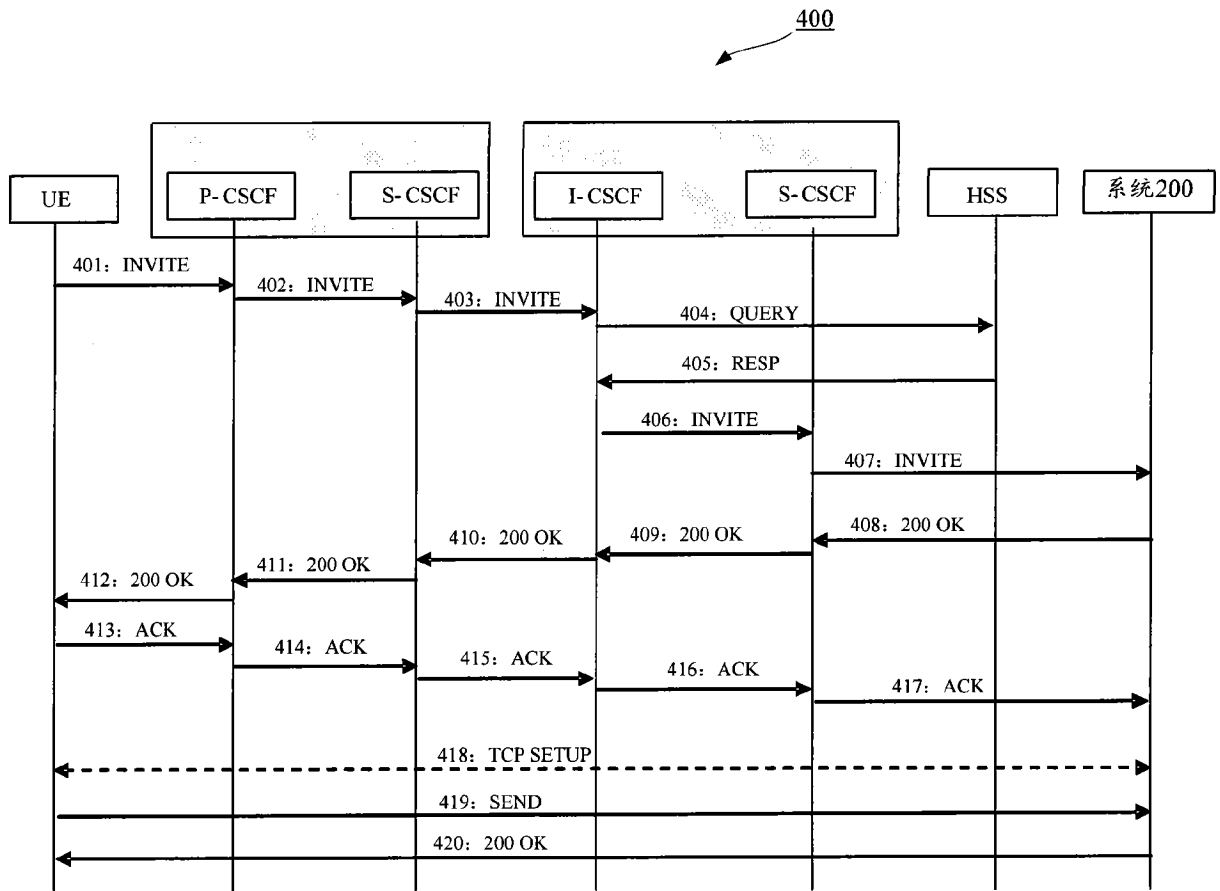 400
UE
P-CSCF
S-CSCF
I-CSCF
S-CSCF
HSS
系统200
401：INVITE
402：INVITE
403：INVITE
404：QUERY
405：RESP
406：INVITE
407：INVITE
408：200 OK
409：200 OK
410：200 OK
411：200 OK
412：200 OK
413：ACK
414：ACK
415：ACK
416：ACK
417：ACK
418：TCP SETUP
419：SEND
420：200 OK